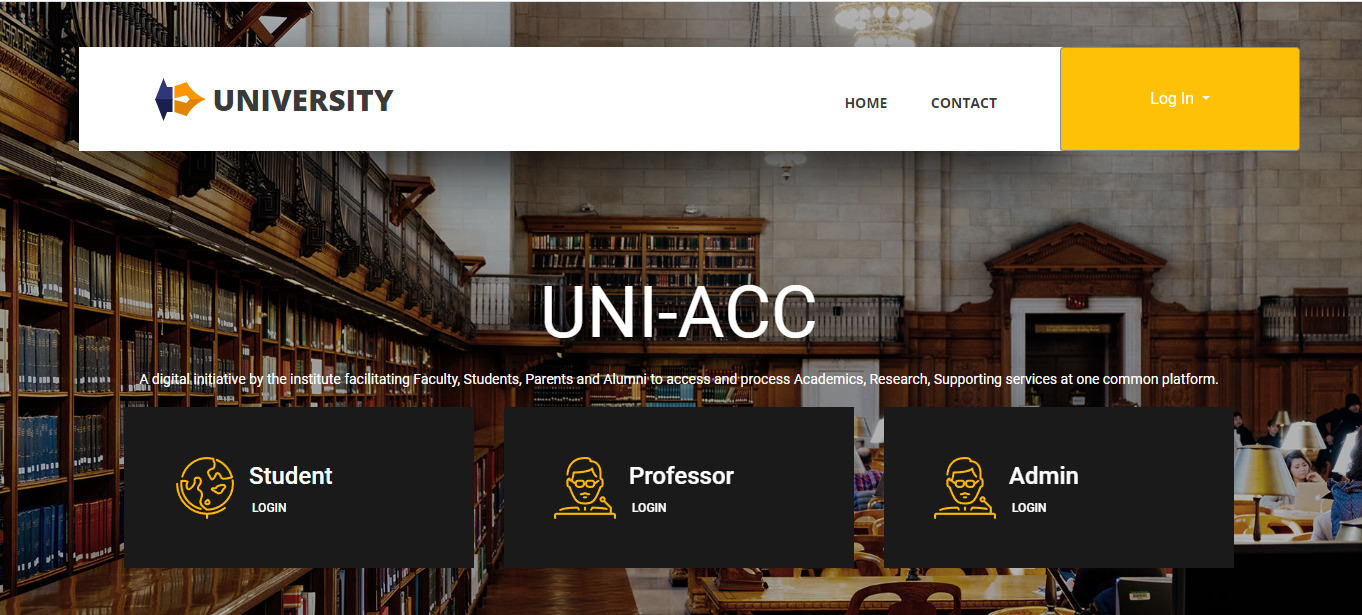 UNIVERSITY
HOME
CONTACT
Log In
UNI-ACC
A digital initiative by the institute facilitating Faculty, Students, Parents and Alumni to access and process Academics, Research, Supporting services at one common platform.
Student
LOGIN
Professor
LOGIN
Admin
LOGIN